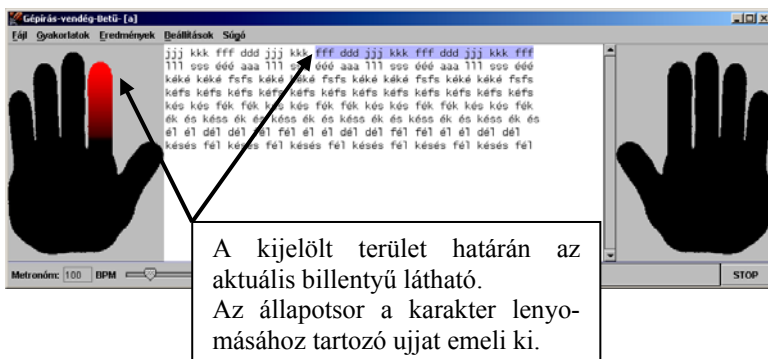 Gépírás-vendég-Betű- [a]
Fájl Gyakorlatok Eredmények Beállítások Súgó
jjj kkk fff ddd jjj kkk fff ddd jjj kkk fff ddd jjj kkk fff
lll sss ééé aaa lll sss ééé aaa lll sss ééé aaa lll sss ééé
kéké kéké fsfs kéké kéké fsfs kéké kéké fsfs kéké kéké fsfs
kéfs kéfs kéfs kéfs kéfs kéfs kéfs kéfs kéfs kéfs kéfs kéfs
kés kés fék fék kés kés fék fék kés kés fék fék kés kés fék
ék és késs ék és késs ék és késs ék és késs ék és késs ék és
él él dél dél fél fél él él dél dél fél fél él él dél dél
késés fél késés fél késés fél késés fél késés fél késés fél
A kijelölt terület határán az
aktuális billentyű látható.
Az állapotsor a karakter lenyo-
másához tartozó ujjat emeli ki.
Metronóm: 100 BPM
STOP